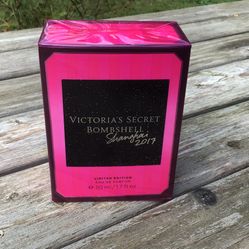 VICTORIA'S SECRET
BOMBSHELL
Shanghai
2017
LIMITED EDITION
EAU DE PARFUM
℮ 50 mL / 1.7 fl oz